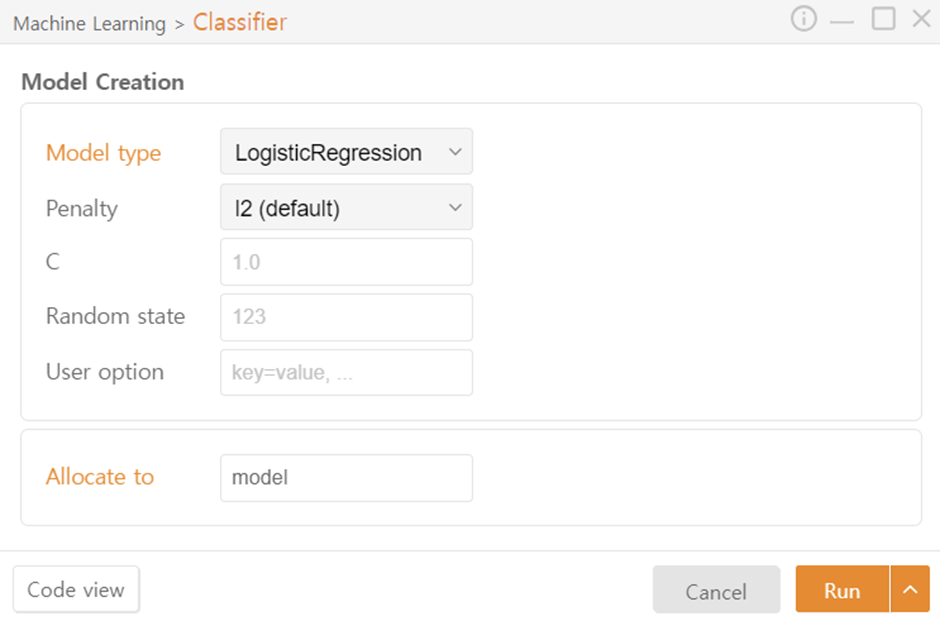 Machine Learning > Classifier
Model Creation
Model type LogisticRegression
Penalty l2 (default)
C 1.0
Random state 123
User option key=value, ...
Allocate to model
Code view Cancel Run